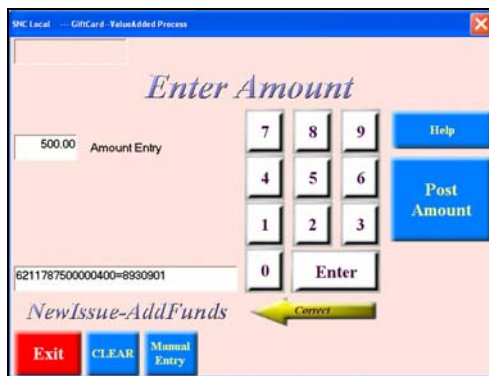 SNC Local --- GiftCard--ValueAdded Process
Enter Amount
7 8 9 Help
500.00 Amount Entry
4 5 6 Post Amount
1 2 3
0 Enter
6211787500000400=8930901
NewIssue-AddFunds Correct
Exit CLEAR Manual Entry